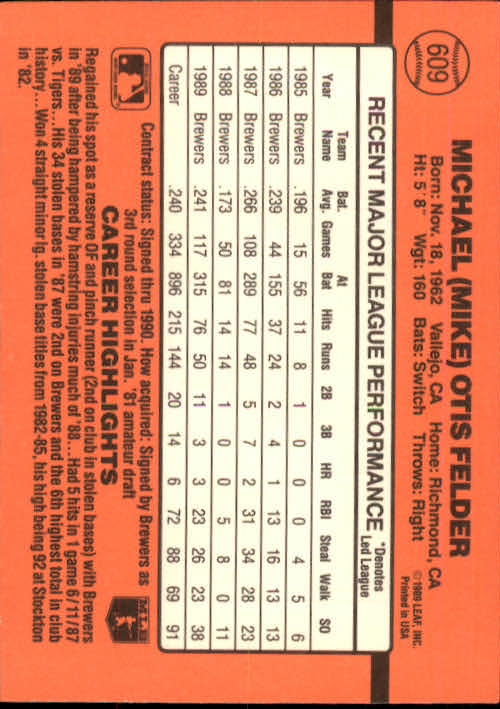 609
MICHAEL (MIKE) OTIS FELDER
Born: Nov. 18, 1962 Vallejo, CA Home: Richmond, CA
Ht: 5' 8" Wgt: 160 Bats: Switch Throws: Right
©1989 LEAF, INC.
Printed in USA
RECENT MAJOR LEAGUE PERFORMANCE *Denotes Led League
Year Team Name Bat. Avg. Games At Bat Hits Runs 2B 3B HR RBI Steal Walk SO
1985 Brewers .196 15 56 11 8 1 0 0 0 4 5 6
1986 Brewers .239 44 155 37 24 2 4 1 13 16 13 13
1987 Brewers .266 108 289 77 48 5 7 2 31 34 28 23
1988 Brewers .173 50 81 14 14 1 0 0 5 8 0 11
1989 Brewers .241 117 315 76 50 11 3 3 23 26 23 38
Career .240 334 896 215 144 20 14 6 72 88 69 91
Contract status: Signed thru 1990. How acquired: Signed by Brewers as
3rd round selection in Jan. '81 amateur draft
MLB
CAREER HIGHLIGHTS
Regained his spot as a reserve OF and pinch runner (2nd on club in stolen bases) with Brewers
in '89 after being hampered by hamstring injuries much of '88...Had 5 hits in 1 game 6/11/87
vs. Tigers...His 34 stolen bases in '87 were 2nd on Brewers and the 6th highest total in club
history...Won 4 straight minor lg. stolen base titles from 1982-85, his high being 92 at Stockton
in '82.